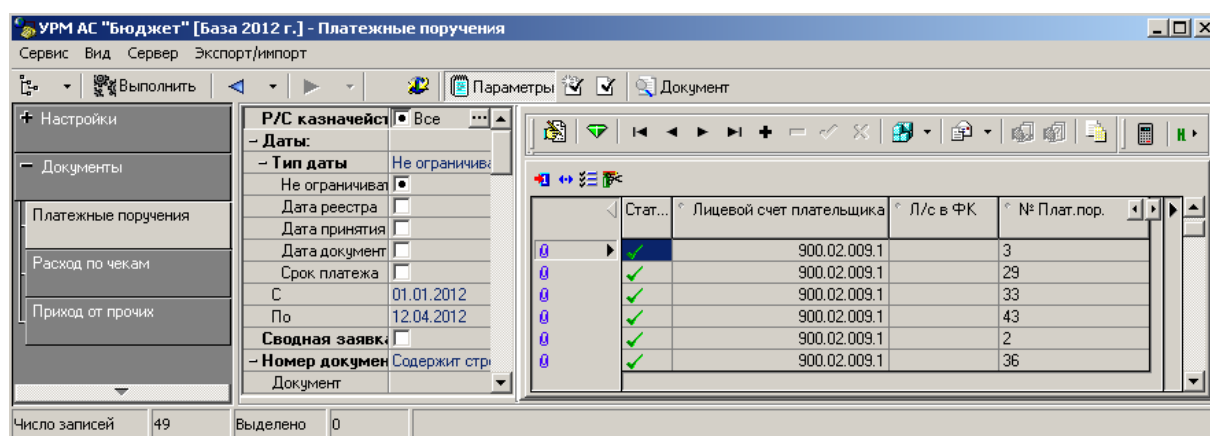 УРМ АС "Бюджет" [База 2012 г.] - Платежные поручения
Сервис Вид Сервер Экспорт/импорт
Выполнить Параметры Документ
Настройки
Документы
Платежные поручения
Расход по чекам
Приход от прочих
Р/С казначейст Все ...
Даты:
Тип даты Не ограничива
Не ограничиват
Дата реестра
Дата принятия
Дата документ
Срок платежа
С 01.01.2012
По 12.04.2012
Сводная заявка
Номер докумен Содержит стро
Документ
Стат... Лицевой счет плательщика Л/с в ФК № Плат.пор.
900.02.009.1 3
900.02.009.1 29
900.02.009.1 33
900.02.009.1 43
900.02.009.1 2
900.02.009.1 36
Число записей 49 Выделено 0